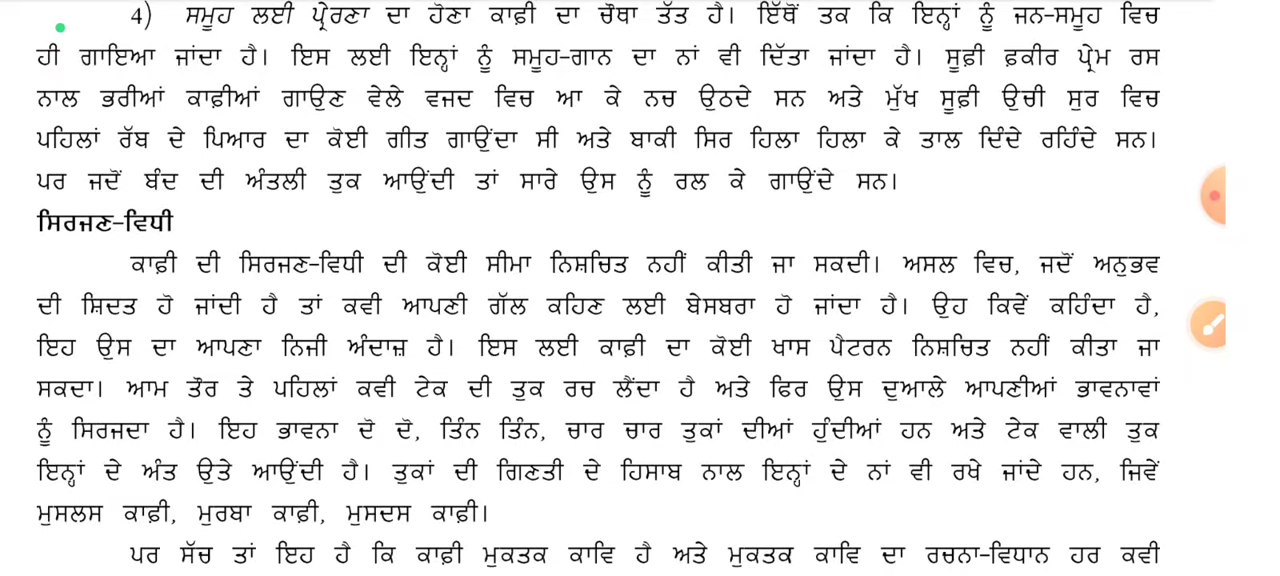 4) ਸਮੂਹ ਲਈ ਪ੍ਰੇਰਣਾ ਦਾ ਹੋਣਾ ਕਾਫ਼ੀ ਦਾ ਚੌਥਾ ਤੱਤ ਹੈ। ਇੱਥੋਂ ਤਕ ਕਿ ਇਨ੍ਹਾਂ ਨੂੰ ਜਨ-ਸਮੂਹ ਵਿਚ
ਹੀ ਗਾਇਆ ਜਾਂਦਾ ਹੈ। ਇਸ ਲਈ ਇਨ੍ਹਾਂ ਨੂੰ ਸਮੂਹ-ਗਾਨ ਦਾ ਨਾਂ ਵੀ ਦਿੱਤਾ ਜਾਂਦਾ ਹੈ। ਸੂਫ਼ੀ ਫ਼ਕੀਰ ਪ੍ਰੇਮ ਰਸ
ਨਾਲ ਭਰੀਆਂ ਕਾਫ਼ੀਆਂ ਗਾਉਣ ਵੇਲੇ ਵਜਦ ਵਿਚ ਆ ਕੇ ਨਚ ਉਠਦੇ ਸਨ ਅਤੇ ਮੁੱਖ ਸੂਫ਼ੀ ਉਚੀ ਸੁਰ ਵਿਚ
ਪਹਿਲਾਂ ਰੱਬ ਦੇ ਪਿਆਰ ਦਾ ਕੋਈ ਗੀਤ ਗਾਉਂਦਾ ਸੀ ਅਤੇ ਬਾਕੀ ਸਿਰ ਹਿਲਾ ਹਿਲਾ ਕੇ ਤਾਲ ਦਿੰਦੇ ਰਹਿੰਦੇ ਸਨ।
ਪਰ ਜਦੋਂ ਬੰਦ ਦੀ ਅੰਤਲੀ ਤੁਕ ਆਉਂਦੀ ਤਾਂ ਸਾਰੇ ਉਸ ਨੂੰ ਰਲ ਕੇ ਗਾਉਂਦੇ ਸਨ।
ਸਿਰਜਣ-ਵਿਧੀ
ਕਾਫ਼ੀ ਦੀ ਸਿਰਜਣ-ਵਿਧੀ ਦੀ ਕੋਈ ਸੀਮਾ ਨਿਸ਼ਚਿਤ ਨਹੀਂ ਕੀਤੀ ਜਾ ਸਕਦੀ। ਅਸਲ ਵਿਚ, ਜਦੋਂ ਅਨੁਭਵ
ਦੀ ਸ਼ਿਦਤ ਹੋ ਜਾਂਦੀ ਹੈ ਤਾਂ ਕਵੀ ਆਪਣੀ ਗੱਲ ਕਹਿਣ ਲਈ ਬੇਸਬਰਾ ਹੋ ਜਾਂਦਾ ਹੈ। ਉਹ ਕਿਵੇਂ ਕਹਿੰਦਾ ਹੈ,
ਇਹ ਉਸ ਦਾ ਆਪਣਾ ਨਿਜੀ ਅੰਦਾਜ਼ ਹੈ। ਇਸ ਲਈ ਕਾਫ਼ੀ ਦਾ ਕੋਈ ਖਾਸ ਪੈਟਰਨ ਨਿਸ਼ਚਿਤ ਨਹੀਂ ਕੀਤਾ ਜਾ
ਸਕਦਾ। ਆਮ ਤੌਰ ਤੇ ਪਹਿਲਾਂ ਕਵੀ ਟੇਕ ਦੀ ਤੁਕ ਰਚ ਲੈਂਦਾ ਹੈ ਅਤੇ ਫਿਰ ਉਸ ਦੁਆਲੇ ਆਪਣੀਆਂ ਭਾਵਨਾਵਾਂ
ਨੂੰ ਸਿਰਜਦਾ ਹੈ। ਇਹ ਭਾਵਨਾ ਦੋ ਦੋ, ਤਿੰਨ ਤਿੰਨ, ਚਾਰ ਚਾਰ ਤੁਕਾਂ ਦੀਆਂ ਹੁੰਦੀਆਂ ਹਨ ਅਤੇ ਟੇਕ ਵਾਲੀ ਤੁਕ
ਇਨ੍ਹਾਂ ਦੇ ਅੰਤ ਉਤੇ ਆਉਂਦੀ ਹੈ। ਤੁਕਾਂ ਦੀ ਗਿਣਤੀ ਦੇ ਹਿਸਾਬ ਨਾਲ ਇਨ੍ਹਾਂ ਦੇ ਨਾਂ ਵੀ ਰਖੇ ਜਾਂਦੇ ਹਨ, ਜਿਵੇਂ
ਮੁਸਲਸ ਕਾਫ਼ੀ, ਮੁਰਬਾ ਕਾਫ਼ੀ, ਮੁਸਦਸ ਕਾਫ਼ੀ।
ਪਰ ਸੱਚ ਤਾਂ ਇਹ ਹੈ ਕਿ ਕਾਫ਼ੀ ਮੁਕਤਕ ਕਾਵਿ ਹੈ ਅਤੇ ਮੁਕਤਕ ਕਾਵਿ ਦਾ ਰਚਨਾ-ਵਿਧਾਨ ਹਰ ਕਵੀ